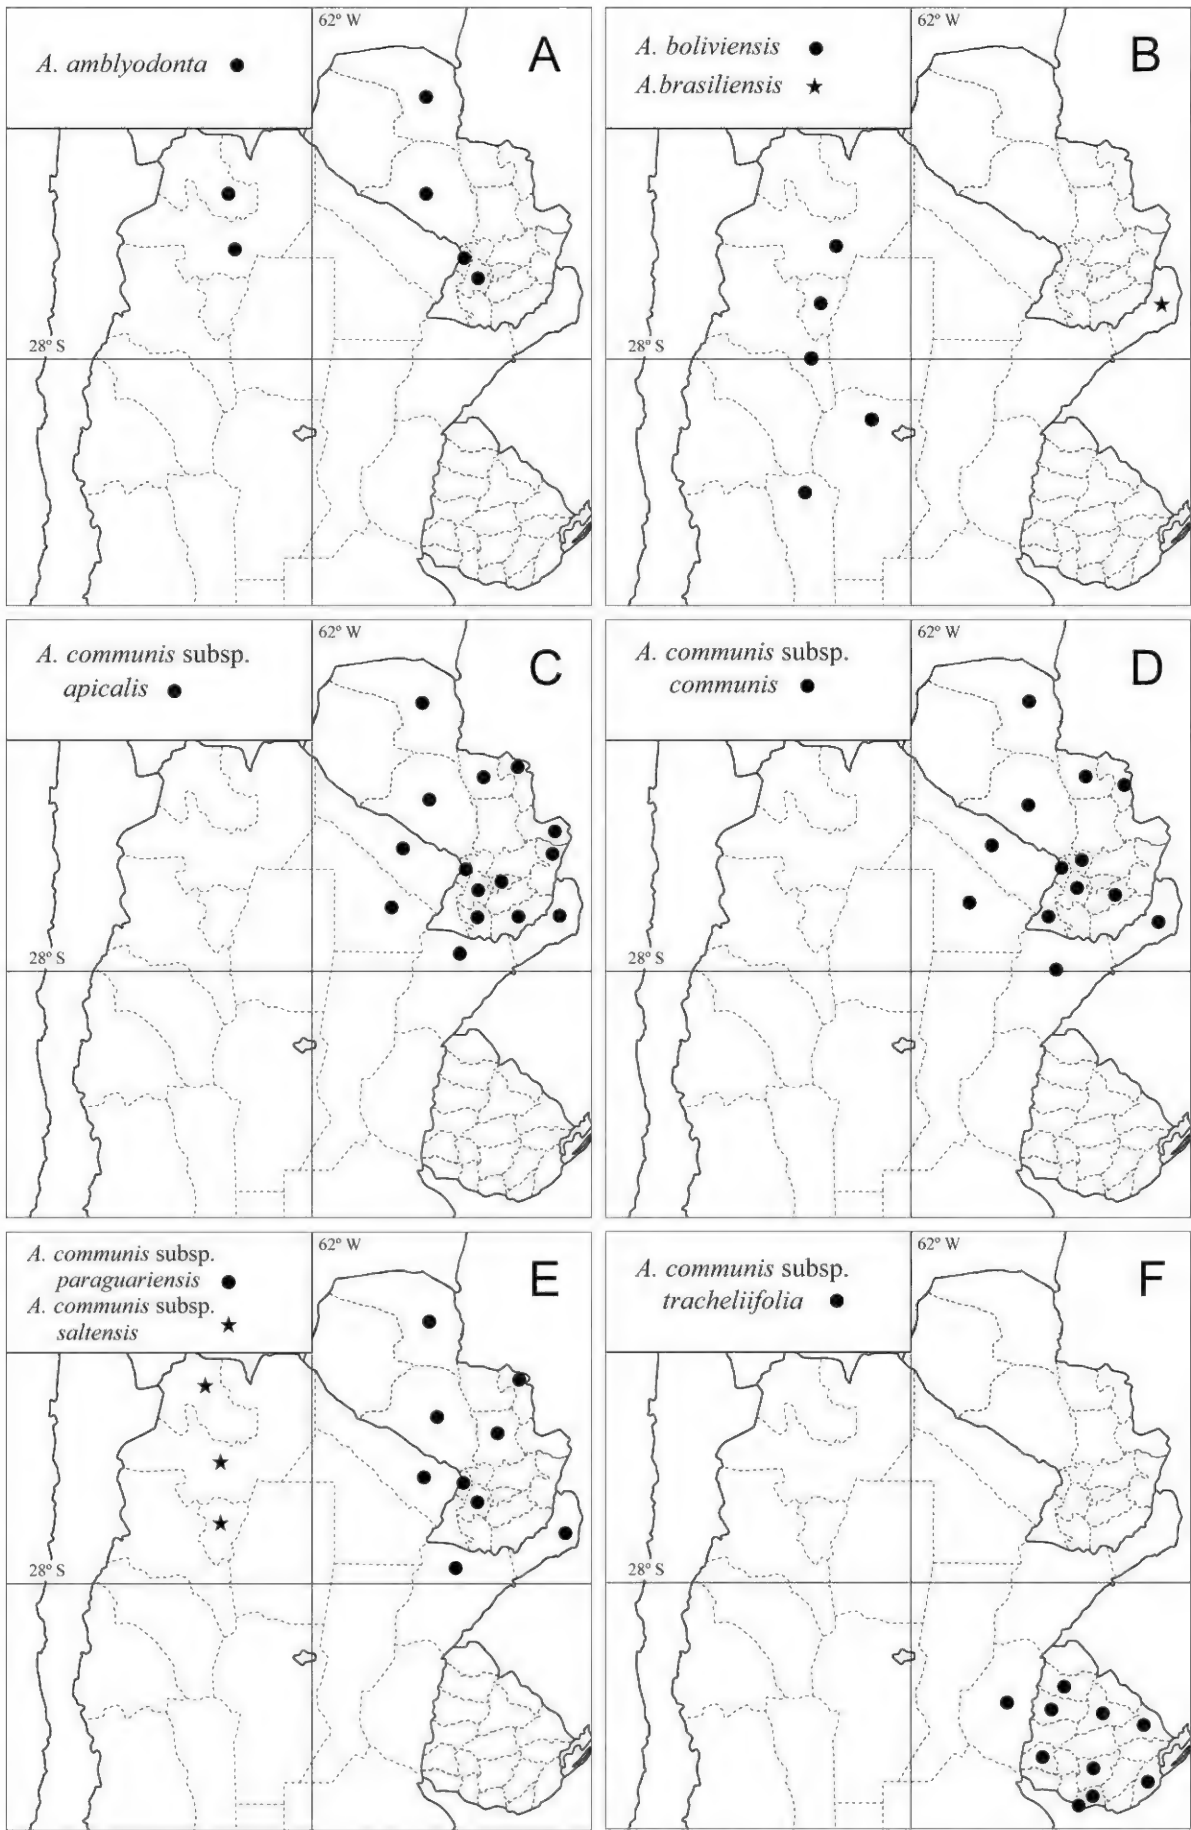 A. amblyodonta
62° W
A
28° S
A. boliviensis
A.brasiliensis
62° W
B
28° S
A. communis subsp.
apicalis
62° W
C
28° S
A. communis subsp.
communis
62° W
D
28° S
A. communis subsp.
paraguariensis
A. communis subsp.
saltensis
62° W
E
28° S
A. communis subsp.
tracheliifolia
62° W
F
28° S